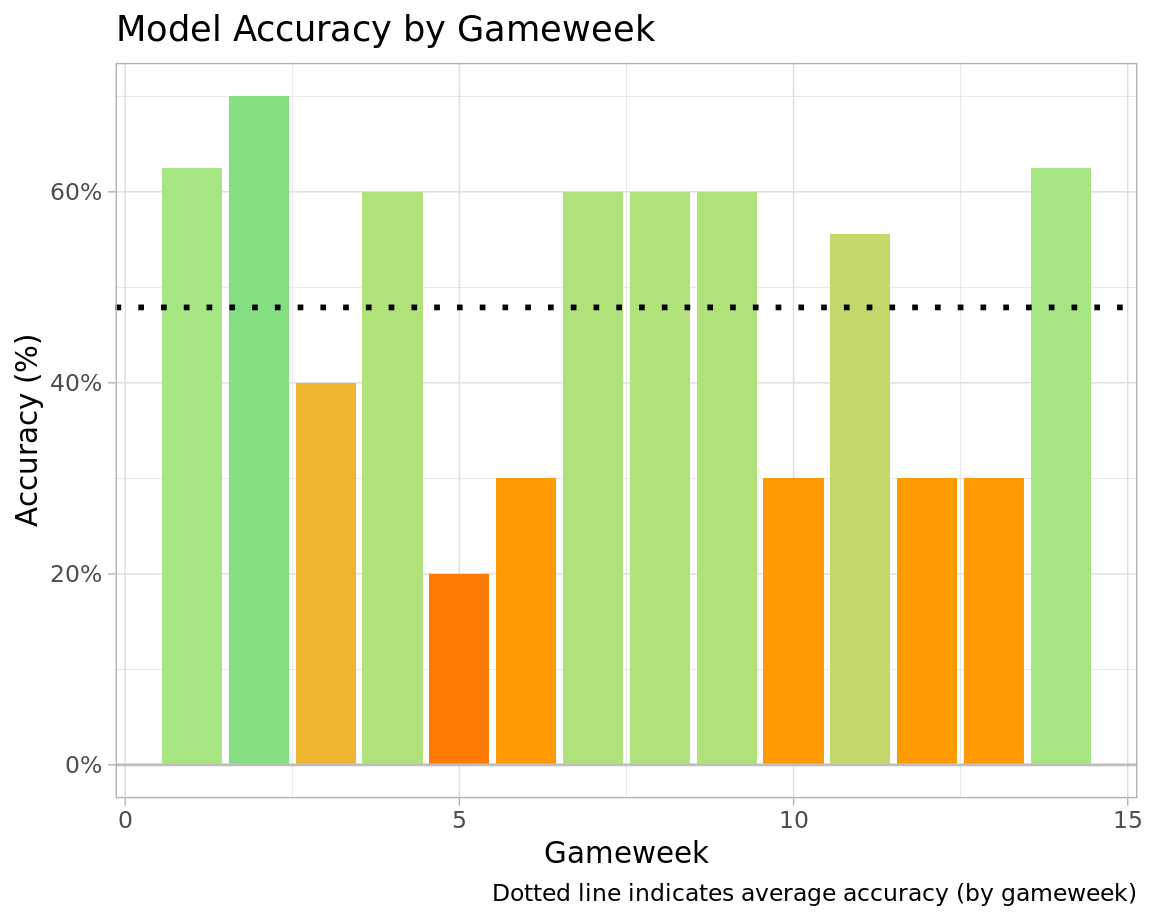 Model Accuracy by Gameweek
Accuracy (%)
60%
40%
20%
0%
0 5 10 15
Gameweek
Dotted line indicates average accuracy (by gameweek)